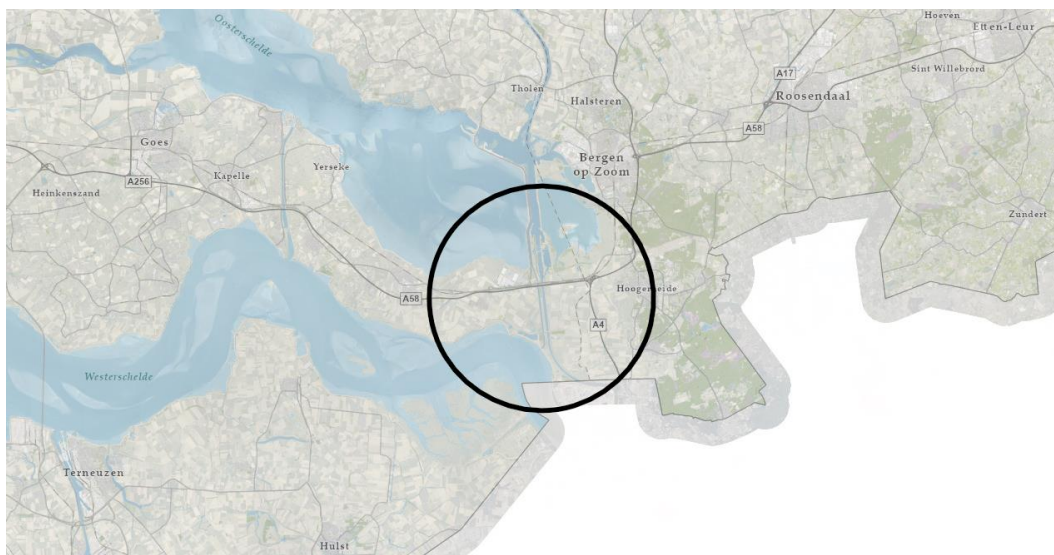 Oosterschelde
Hoeven
Etten-Leur
A17
Sint Willebrord
Tholen
Halsteren
Roosendaal
A58
Goes
Yerseke
Bergen
op Zoom
Kapelle
A256
Heinkenszand
Zundert
A58
Hoogerheide
A4
Westerschelde
Terneuzen
Hulst